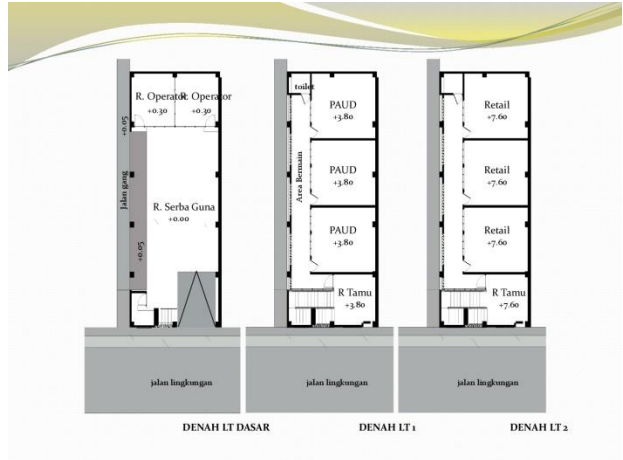 R. Operator
+0.30
R. Operator
+0.30
+0.05
Jalan gang
R. Serba Guna
+0.00
+0.05
jalan lingkungan
DENAH LT DASAR
toilet
PAUD
+3.80
Area Bermain
PAUD
+3.80
PAUD
+3.80
R Tamu
+3.80
jalan lingkungan
DENAH LT 1
Retail
+7.60
Retail
+7.60
Retail
+7.60
R Tamu
+7.60
jalan lingkungan
DENAH LT 2